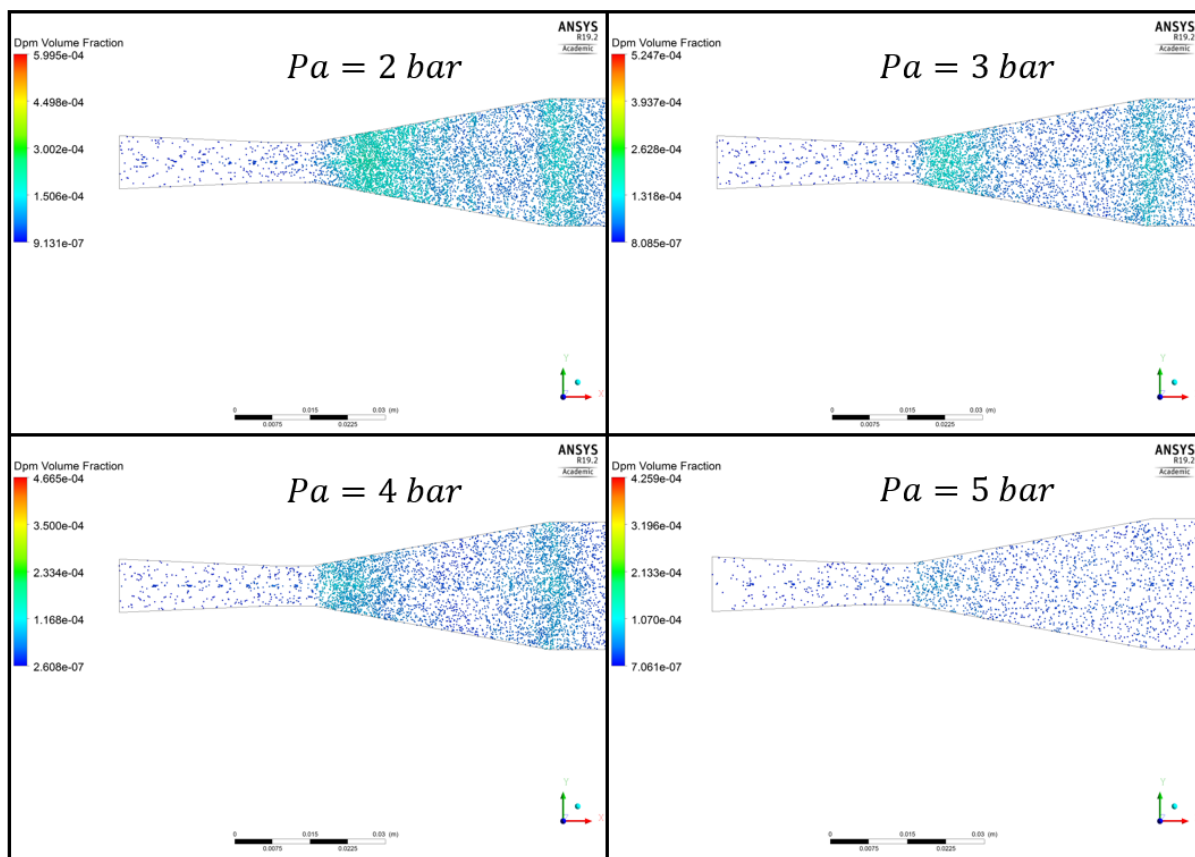 ANSYS
R19.2
Academic
Dpm Volume Fraction
5.995e-04
4.498e-04
3.002e-04
1.506e-04
9.131e-07
Pa = 2 bar
Y
X
0 0.015 0.03 (m)
0.0075 0.0225
ANSYS
R19.2
Academic
Dpm Volume Fraction
5.247e-04
3.937e-04
2.628e-04
1.318e-04
8.085e-07
Pa = 3 bar
Y
0 0.015 0.03 (m)
0.0075 0.0225
ANSYS
R19.2
Academic
Dpm Volume Fraction
4.665e-04
3.500e-04
2.334e-04
1.168e-04
2.608e-07
Pa = 4 bar
Y
X
0 0.015 0.03 (m)
0.0075 0.0225
ANSYS
R19.2
Academic
Dpm Volume Fraction
4.259e-04
3.196e-04
2.133e-04
1.070e-04
7.061e-07
Pa = 5 bar
Y
0 0.015 0.03 (m)
0.0075 0.0225